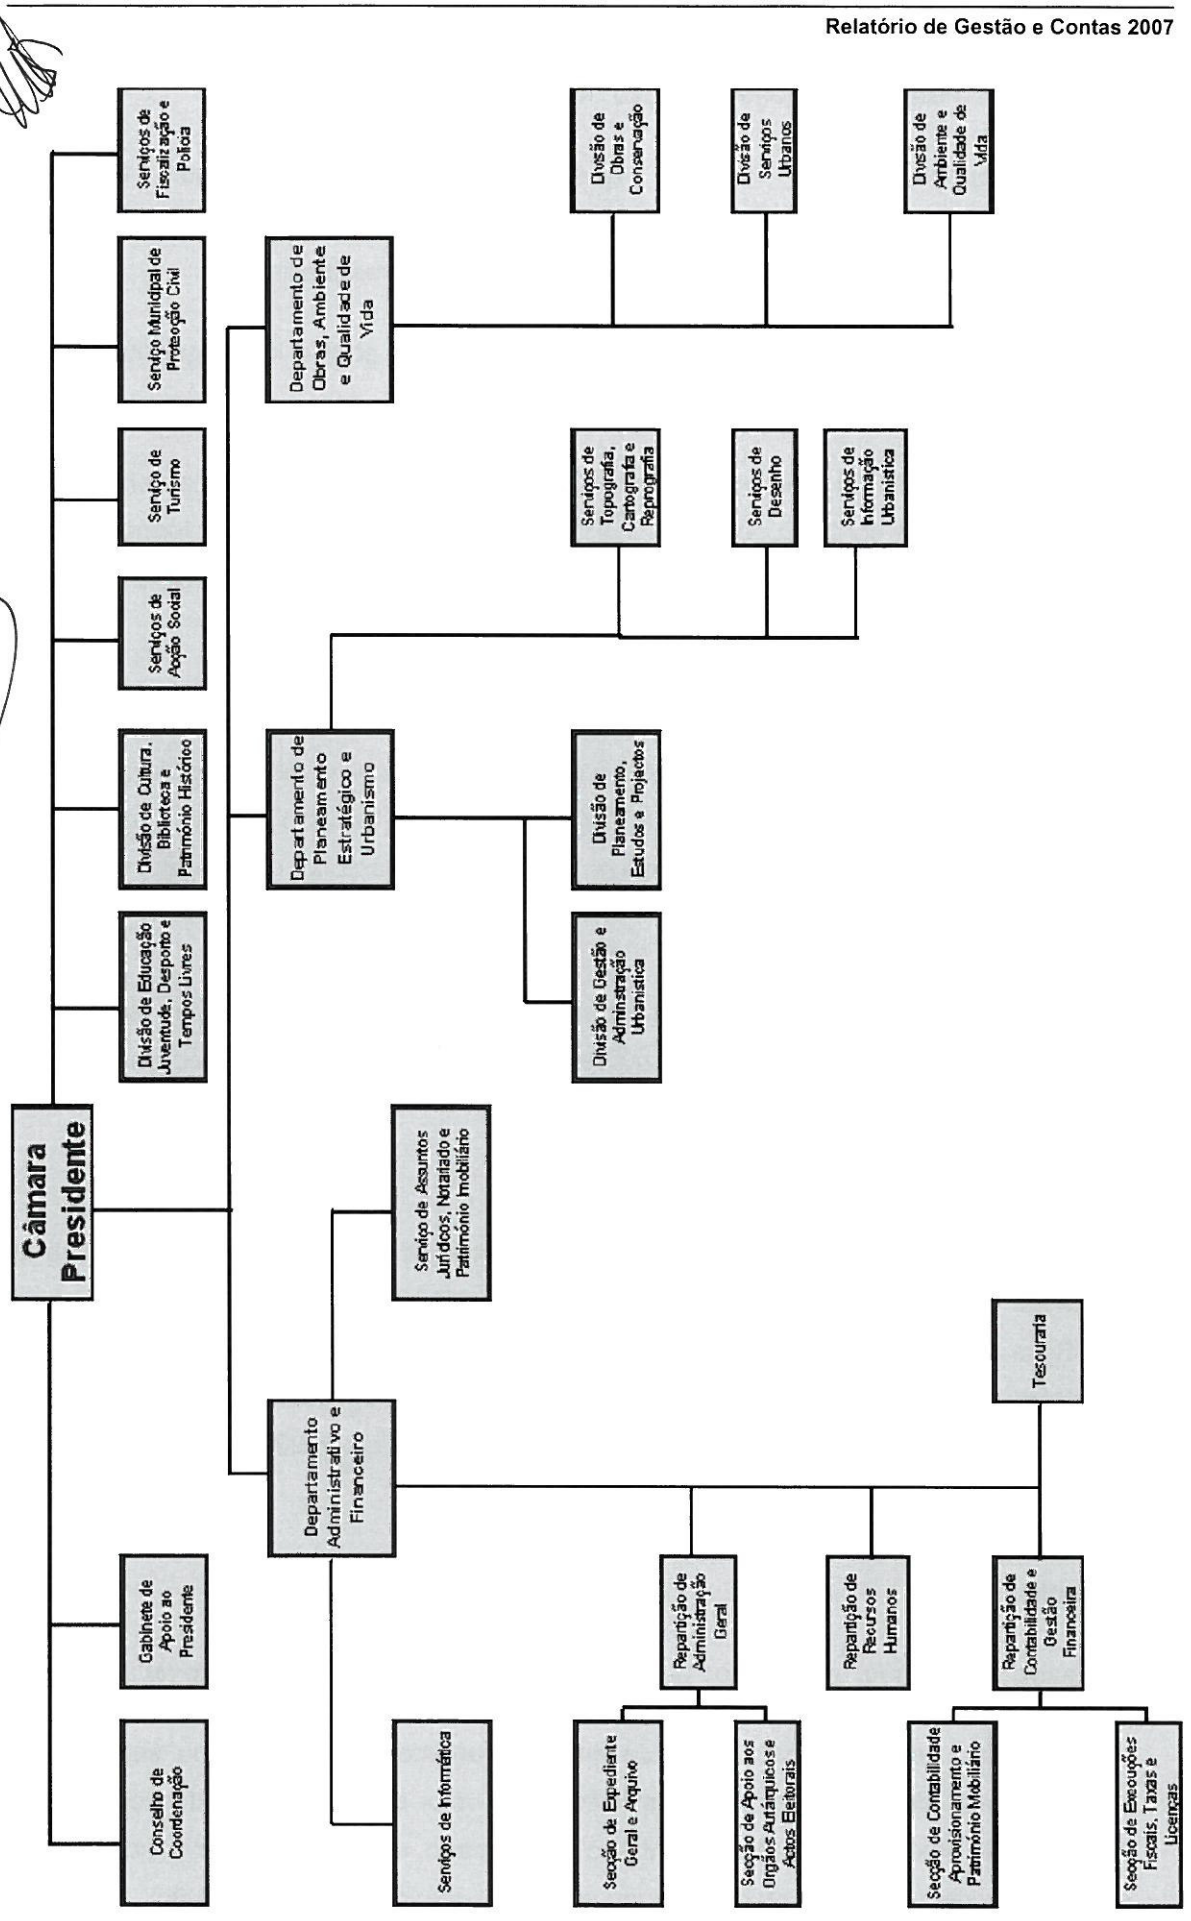 Relatório de Gestão e Contas 2007
Câmara
Presidente
Conselho de
Coordenação
Gabinete de
Apoio ao
Presidente
Divisão de Educação
Juventude, Desporto e
Tempos Livres
Divisão de Cultura,
Biblioteca e
Património Histórico
Serviços de
Acção Social
Serviço de
Turismo
Serviço Municipal de
Protecção Civil
Serviços de
Fiscalização e
Policia
Departamento
Administrativo e
Financeiro
Departamento de
Planeamento
Estratégico e
Urbanismo
Departamento de
Obras, Ambiente
e Qualidade de
Vida
Serviços de Informática
Serviço de Assuntos
Jurídicos, Notariado e
Património Imobiliário
Secção de Expediente
Geral e Arquivo
Secção de Apoio aos
Orgãos Autárquicos e
Actos Eleitorais
Repartição de
Administração
Geral
Repartição de
Recursos
Humanos
Repartição de
Contabilidade e
Gestão
Financeira
Tesouraria
Secção de Contabilidade
Aprovisionamento e
Património Mobiliário
Secção de Execuções
Fiscais, Taxas e
Licenças
Divisão de Gestão e
Adminstração
Urbanística
Divisão de
Planeamento,
Estudos e Projectos
Serviços de
Topografia,
Cartografia e
Reprografia
Serviços de
Desenho
Serviços de
Informação
Urbanística
Divisão de
Obras e
Conservação
Divisão de
Serviços
Urbanos
Divisão de
Ambiente e
Qualidade de
Vida